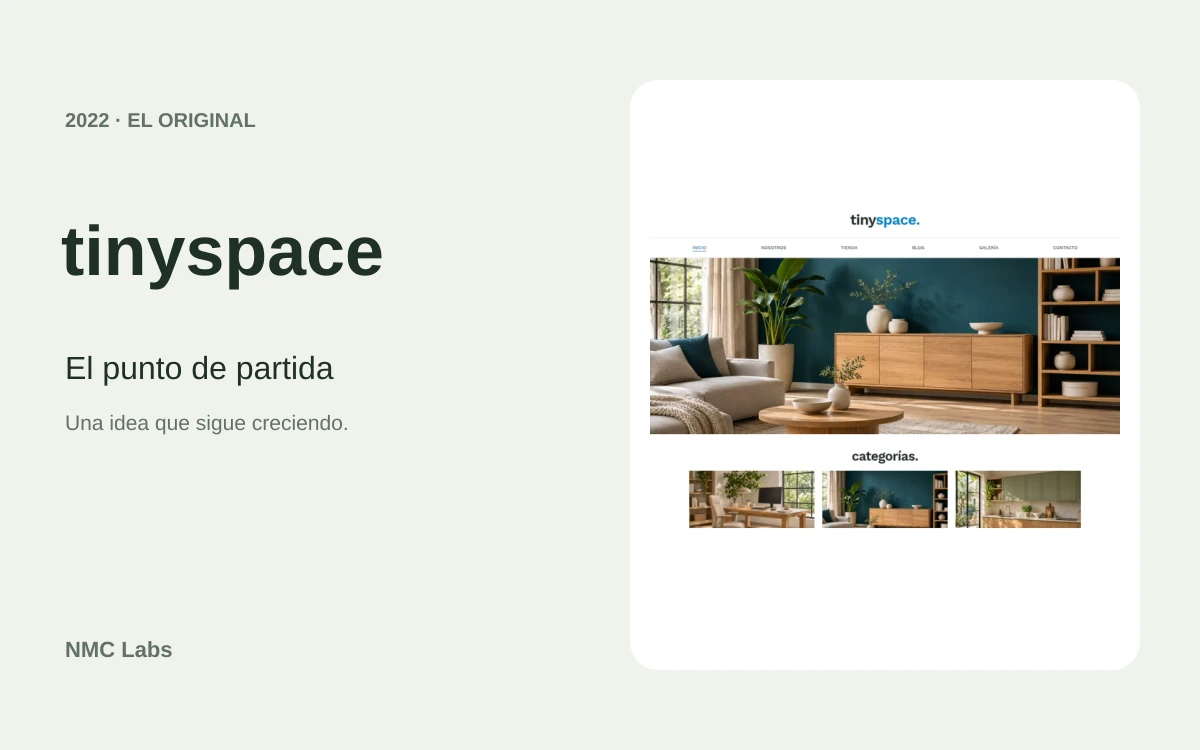 2022 · EL ORIGINAL
tinyspace
El punto de partida
Una idea que sigue creciendo.
NMC Labs
tinyspace.
INICIO NOSOTROS TIENDA BLOG GALERÍA CONTACTO
categorías.